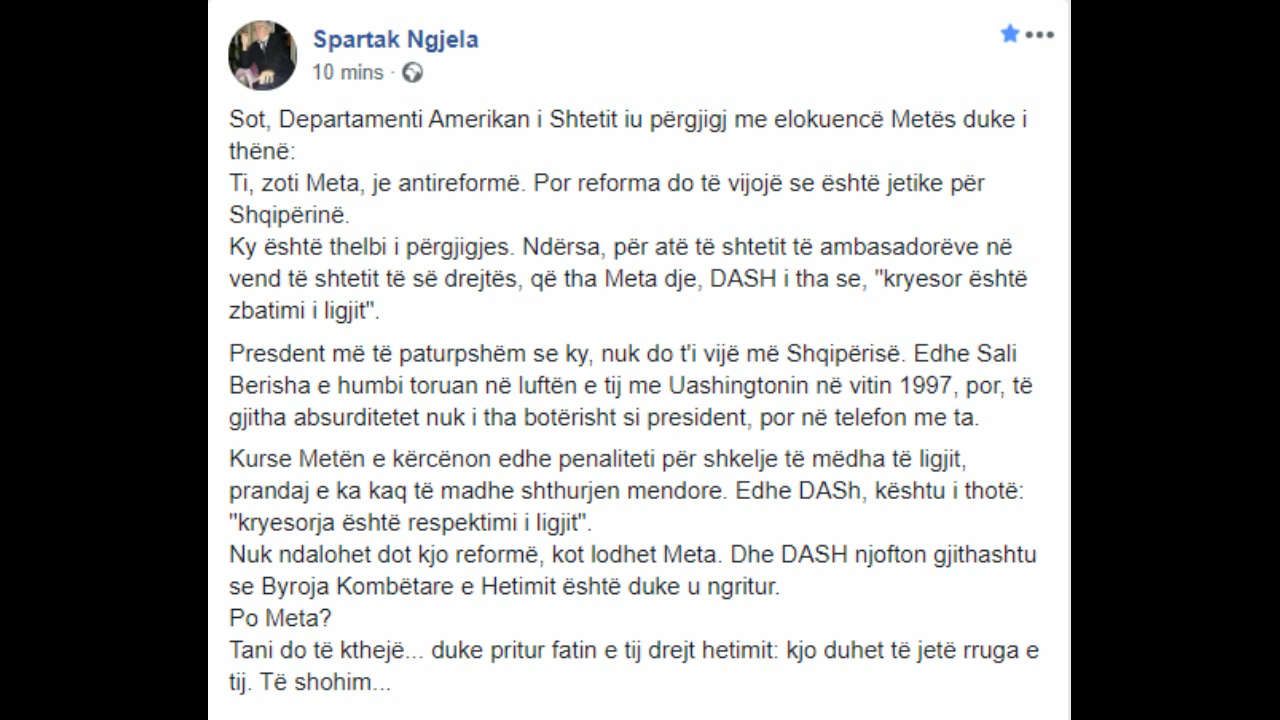 Spartak Ngjela
10 mins ·
Sot, Departamenti Amerikan i Shtetit iu përgjigj me elokuencë Metës duke i
thënë:
Ti, zoti Meta, je antireformë. Por reforma do të vijojë se është jetike për
Shqipërinë.
Ky është thelbi i përgjigjes. Ndërsa, për atë të shtetit të ambasadorëve në
vend të shtetit të së drejtës, që tha Meta dje, DASH i tha se, "kryesor është
zbatimi i ligjit".
Presdent më të paturpshëm se ky, nuk do t'i vijë më Shqipërisë. Edhe Sali
Berisha e humbi toruan në luftën e tij me Uashingtonin në vitin 1997, por, të
gjitha absurditetet nuk i tha botërisht si president, por në telefon me ta.
Kurse Metën e kërcënon edhe penaliteti për shkelje të mëdha të ligjit,
prandaj e ka kaq të madhe shthurjen mendore. Edhe DASh, kështu i thotë:
"kryesorja është respektimi i ligjit".
Nuk ndalohet dot kjo reformë, kot lodhet Meta. Dhe DASH njofton gjithashtu
se Byroja Kombëtare e Hetimit është duke u ngritur.
Po Meta?
Tani do të kthejë... duke pritur fatin e tij drejt hetimit: kjo duhet të jetë rruga e
tij. Të shohim...